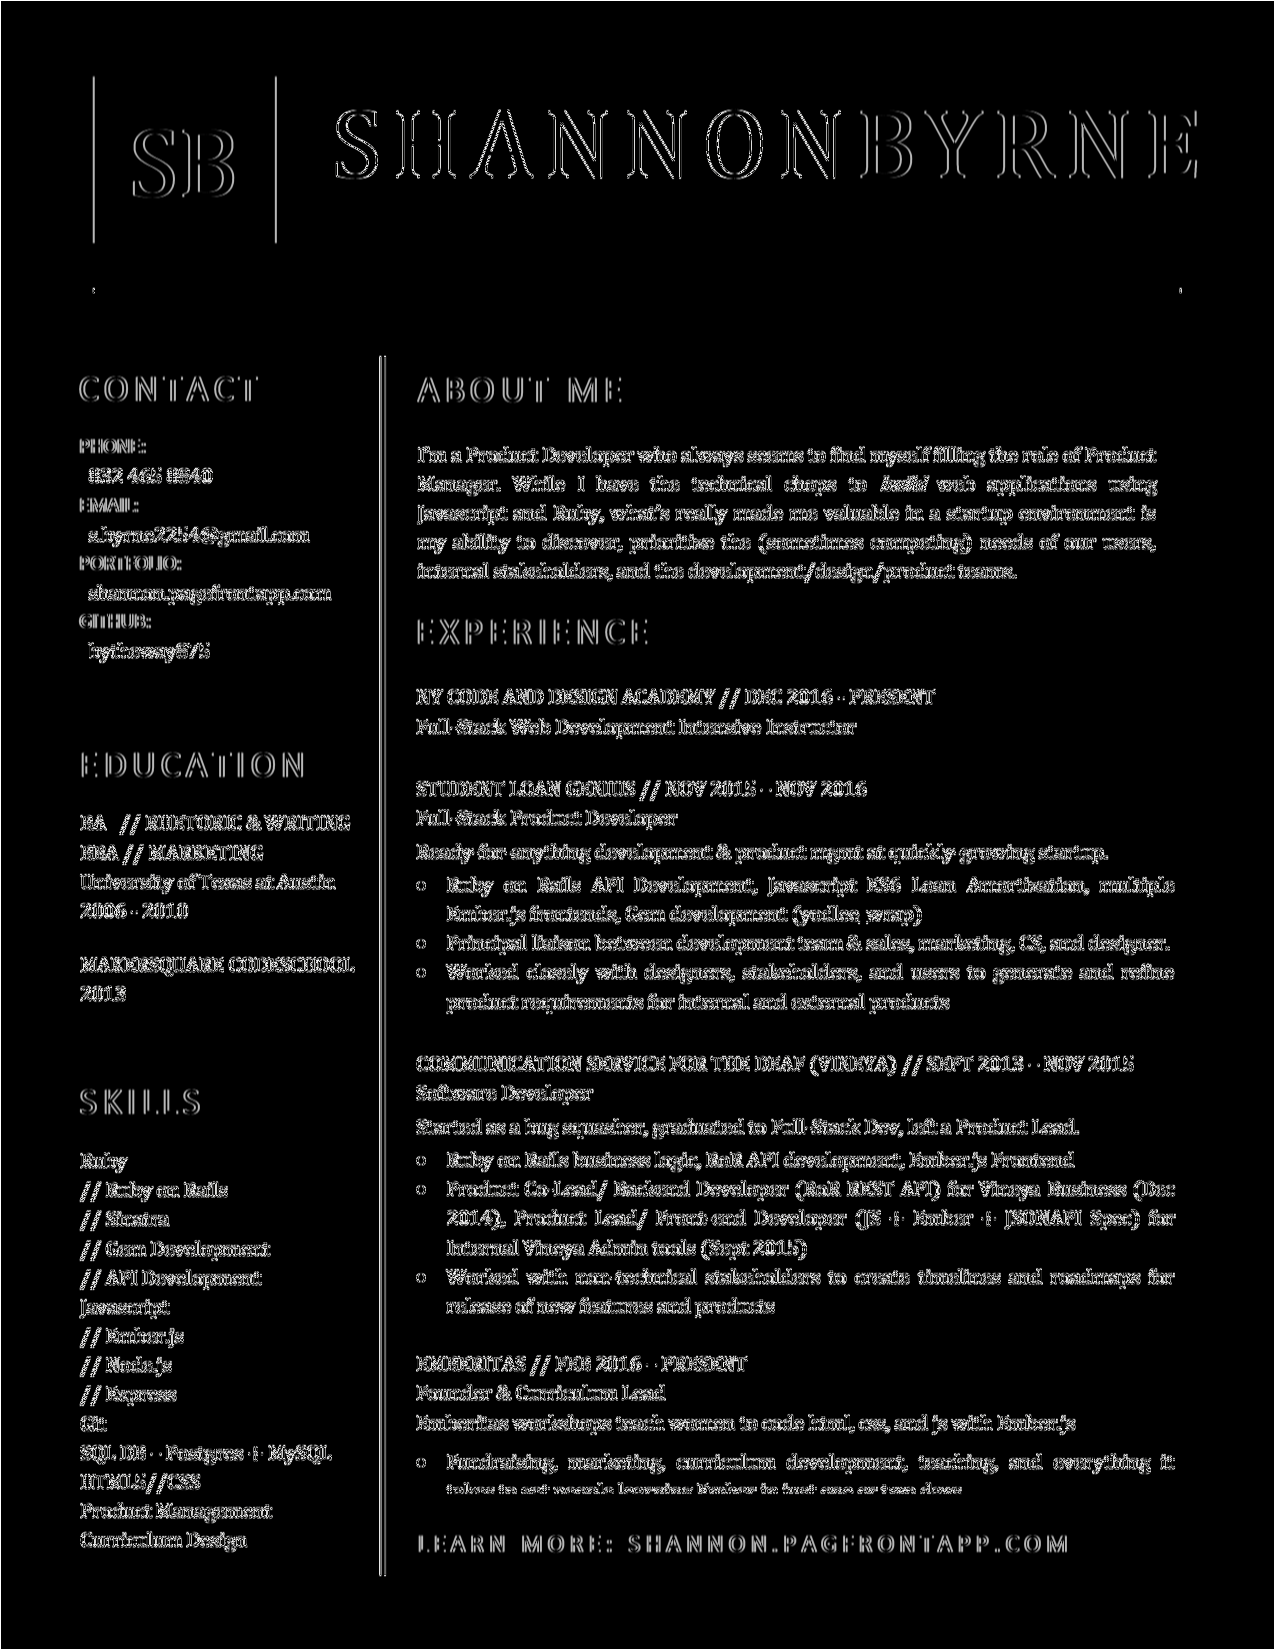 SB
SHANNONBYRNE
CONTACT
PHONE:
EMAIL:
PORTFOLIO:
shannon.pagefrontapp.com
GITHUB:
EDUCATION
BA // RHETORIC & WRITING
BBA // MARKETING
University of Texas at Austin
2006 - 2010
MAKERSQUARE CODESCHOOL
2013
SKILLS
Ruby
// Ruby on Rails
// Sinatra
// Gem Development
// API Development
Javascript
// Ember.js
// Node.js
// Express
Git
SQL DB - Postgres + MySQL
HTML5//CSS
Product Management
Curriculum Design
ABOUT ME
I'm a Product Developer who always seems to find myself filling the role of Product
Manager. While I have the technical chops to build web applications using
Javascript and Ruby, what's really made me valuable in a startup environment is
my ability to discover, prioritize the (sometimes competing) needs of our users,
internal stakeholders, and the development/design/product teams.
EXPERIENCE
NY CODE AND DESIGN ACADEMY // DEC 2016 - PRESENT
Full-Stack Web Development Intensive Instructor
STUDENT LOAN GENIUS // NOV 2015 - NOV 2016
Full-Stack Product Developer
Ready for anything development & product mgmt at quickly growing startup.
Ruby on Rails API Development, Javascript ES6 Loan Amortization, multiple
Ember.js frontends, Gem development (yodlee wrap)
Principal liaison between development team & sales, marketing, CX, and designer.
Worked closely with designers, stakeholders, and users to generate and refine
product requirements for internal and external products
COMMUNICATION SERVICE FOR THE DEAF (VINEYA) // SEPT 2013 - NOV 2015
Software Developer
Started as a bug squasher, graduated to Full-Stack Dev, left a Product Lead.
Ruby on Rails business logic, RoR API development, Ember.js Frontend
Product Co-Lead/ Backend Developer (RoR REST API) for Vineya Business (Dec
2014), Product Lead/ Front-end Developer (JS + Ember + JSONAPI Spec) for
Internal Vineya Admin tools (Sept 2015)
Worked with non-technical stakeholders to create timelines and roadmaps for
release of new features and products
EMBERITAS // FEB 2016 - PRESENT
Founder & Curriculum Lead
Emberitas workshops teach women to code html, css, and js with Ember.js
Fundraising, marketing, curriculum development, teaching, and everything it
LEARN MORE: SHANNON.PAGEFRONTAPP.COM